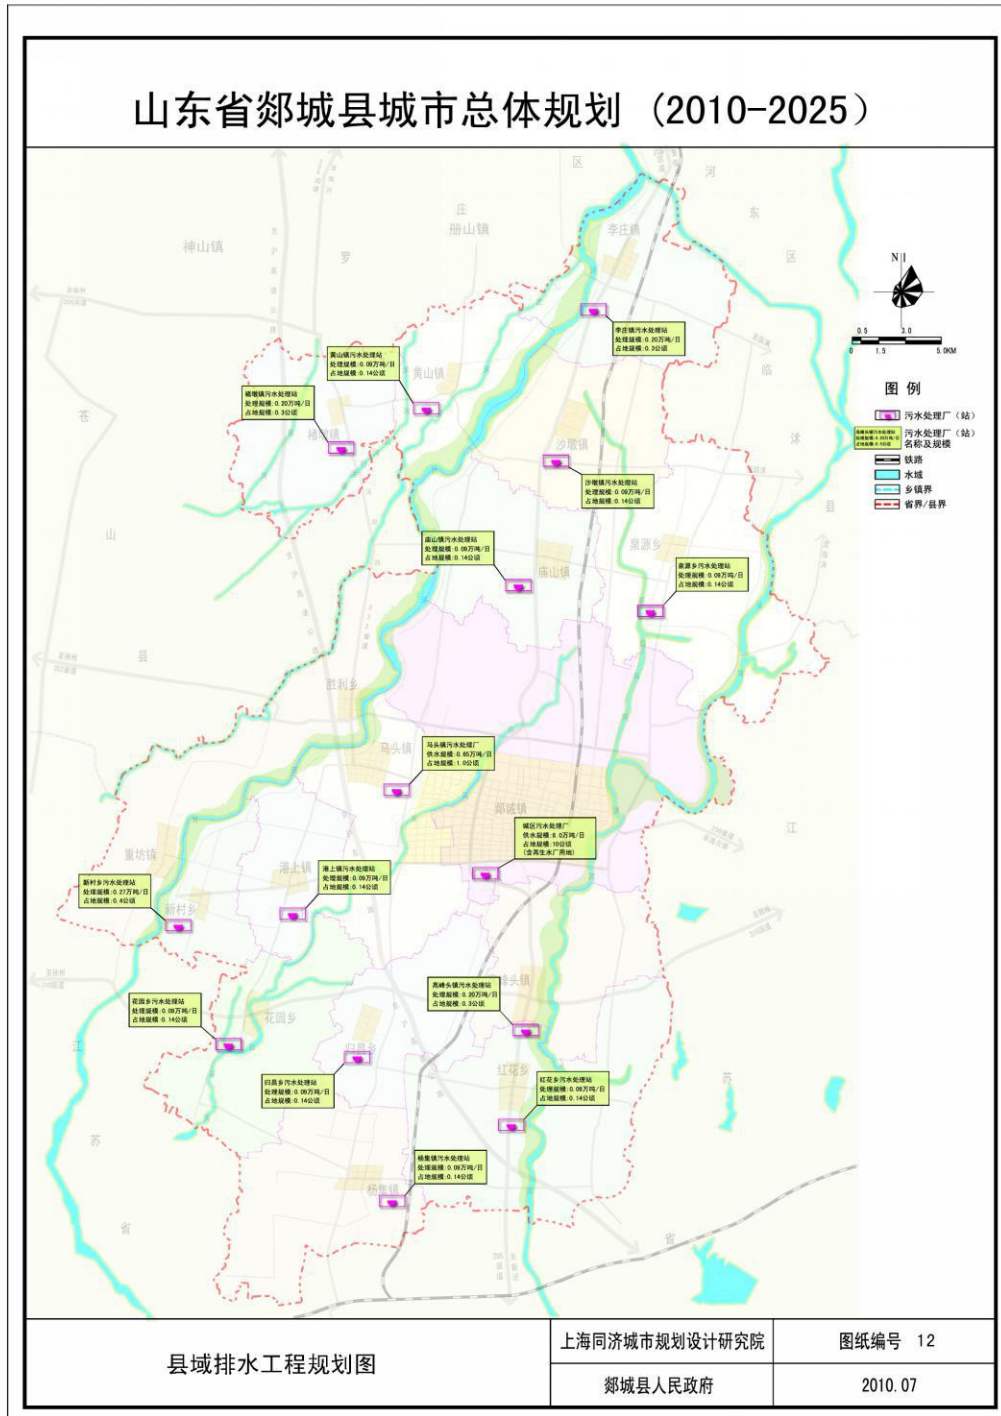 山东省郯城县城市总体规划 (2010-2025)
神山镇
罗
庄
册山镇
区
河
东
区
李庄镇
N
0.5 3.0
0 1.5 5.0KM
图 例
污水处理厂（站）
污水处理厂（站）
名称及规模
铁路
水域
乡镇界
省界/县界
李庄镇污水处理站
处理规模:0.20万吨/日
占地规模:0.3公顷
黄山镇污水处理站
处理规模:0.09万吨/日
占地规模:0.14公顷
黄山镇
临
褚墩镇污水处理站
处理规模:0.20万吨/日
占地规模:0.3公顷
苍
褚墩镇
沙墩镇
沭
沙墩镇污水处理站
处理规模:0.09万吨/日
占地规模:0.14公顷
县
山
庙山镇污水处理站
处理规模:0.09万吨/日
占地规模:0.14公顷
泉源乡
庙山镇
泉源乡污水处理站
处理规模:0.09万吨/日
占地规模:0.14公顷
县
胜利乡
马头镇
马头镇污水处理厂
供水规模:0.85万吨/日
占地规模:1.0公顷
郯城镇
城区污水处理厂
供水规模:8.0万吨/日
占地规模:10公顷
(含再生水厂用地)
江
重坊镇
港上镇
港上镇污水处理站
处理规模:0.09万吨/日
占地规模:0.14公顷
新村乡污水处理站
处理规模:0.27万吨/日
占地规模:0.4公顷
新村乡
高峰头镇污水处理站
处理规模:0.20万吨/日
占地规模:0.3公顷
峰头镇
花园乡污水处理站
处理规模:0.09万吨/日
占地规模:0.14公顷
花园乡
江
归昌乡
红花乡
归昌乡污水处理站
处理规模:0.09万吨/日
占地规模:0.14公顷
红花乡污水处理站
处理规模:0.09万吨/日
占地规模:0.14公顷
苏
苏
杨集镇污水处理站
处理规模:0.09万吨/日
占地规模:0.14公顷
杨集镇
省
省
县域排水工程规划图
上海同济城市规划设计研究院
图纸编号 12
郯城县人民政府
2010.07